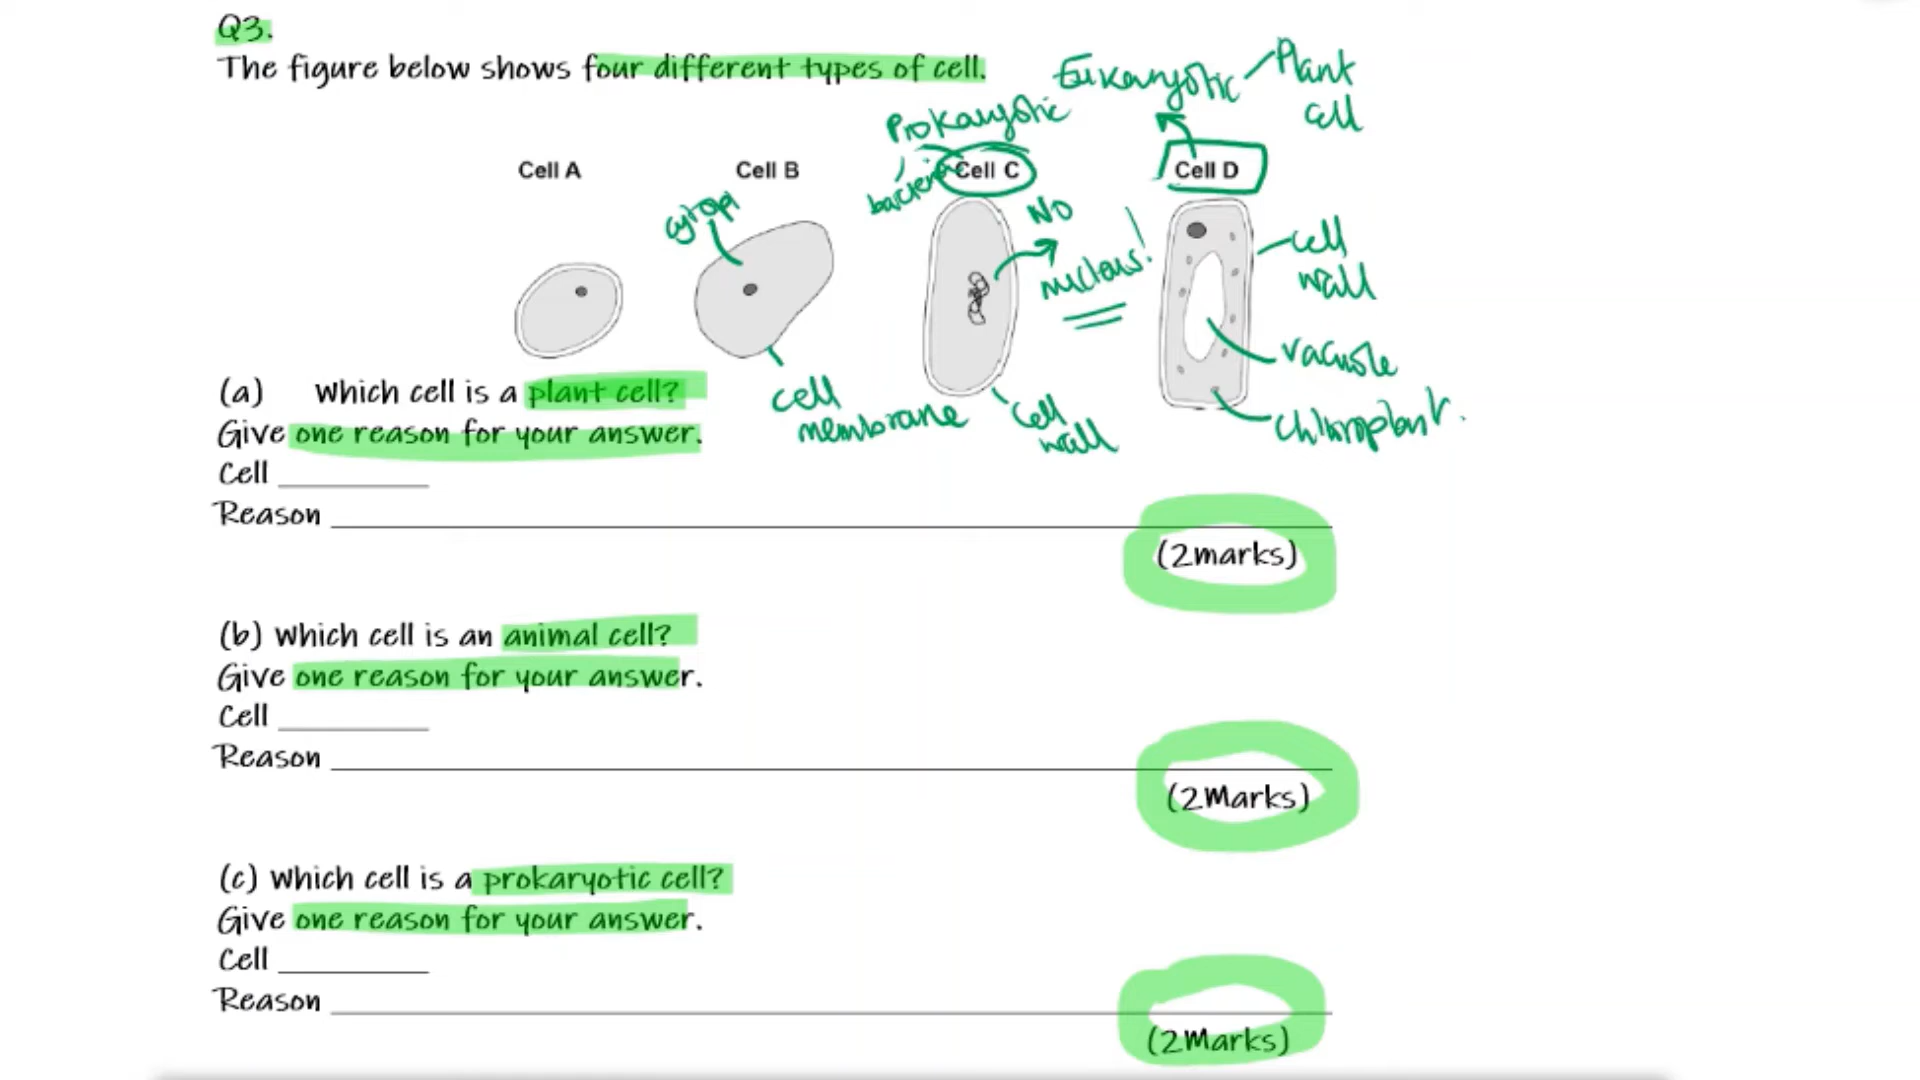 Q3.
The figure below shows four different types of cell.
Eukaryotic
Plant
cell
Prokaryotic
bacteria
Cell A
Cell B
Cell C
Cell D
cytopl
NO
nucleus!
cell
wall
vacuole
chloroplast.
cell
membrane
cell
wall
(a) Which cell is a plant cell?
Give one reason for your answer.
Cell
Reason
(2marks)
(b) Which cell is an animal cell?
Give one reason for your answer.
Cell
Reason
(2Marks)
(c) Which cell is a prokaryotic cell?
Give one reason for your answer.
Cell
Reason
(2Marks)